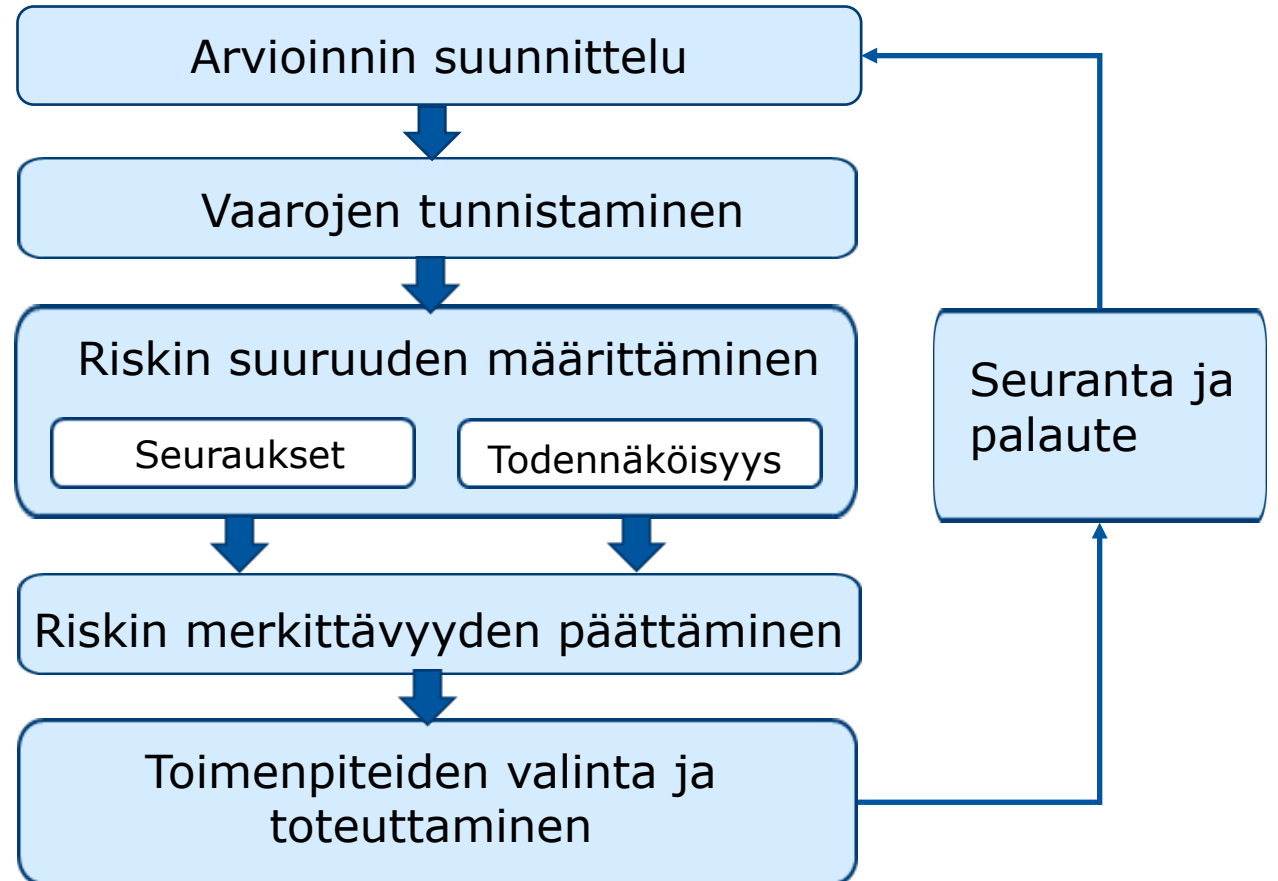 Arvioinnin suunnittelu
Vaarojen tunnistaminen
Riskin suuruuden määrittäminen
Seuraukset
Todennäköisyys
Riskin merkittävyyden päättäminen
Toimenpiteiden valinta ja
toteuttaminen
Seuranta ja
palaute